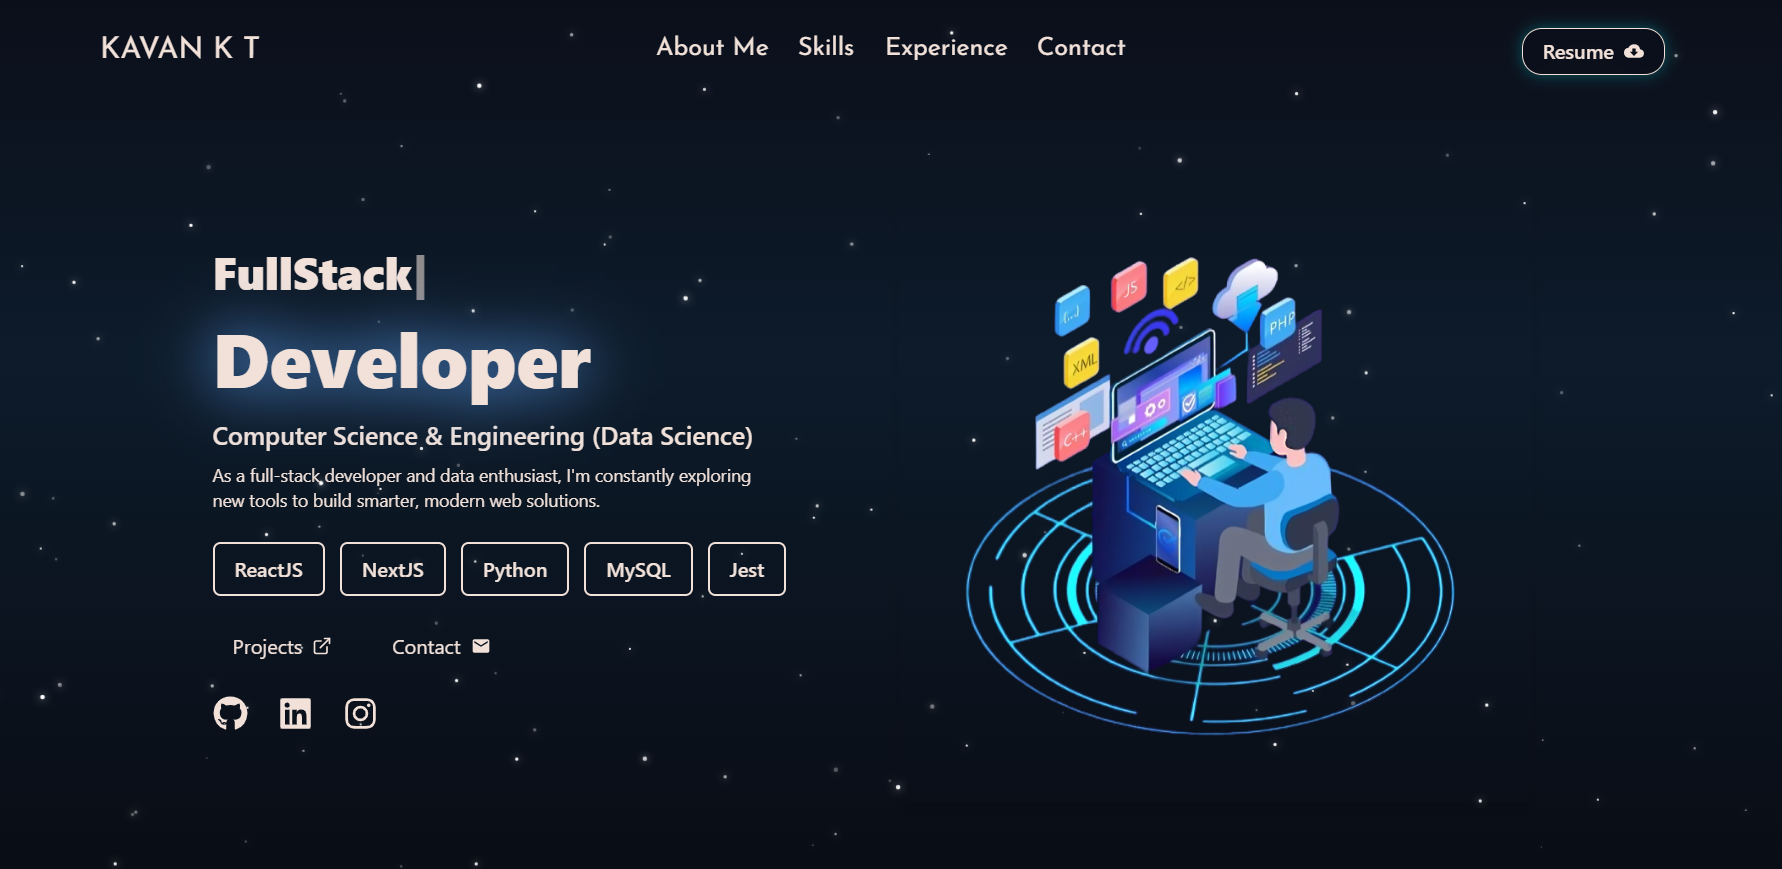 KAVAN K T
About Me Skills Experience Contact
Resume
FullStack|
Developer
Computer Science & Engineering (Data Science)
As a full-stack developer and data enthusiast, I'm constantly exploring
new tools to build smarter, modern web solutions.
ReactJS NextJS Python MySQL Jest
Projects Contact
in
{...}
JS
</>
PHP
XML
C++